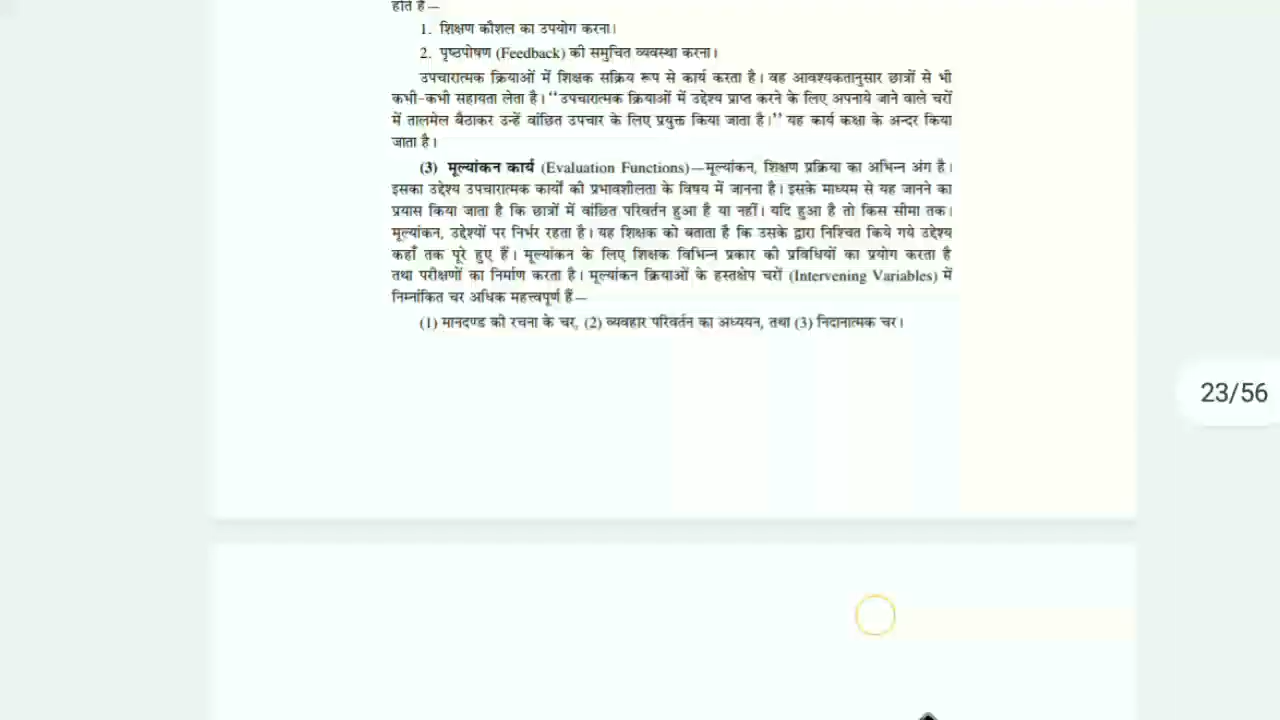 होते हैं—
1. शिक्षण कौशल का उपयोग करना।
2. पृष्ठपोषण (Feedback) की समुचित व्यवस्था करना।
उपचारात्मक क्रियाओं में शिक्षक सक्रिय रूप से कार्य करता है। वह आवश्यकतानुसार छात्रों से भी
कभी-कभी सहायता लेता है। ‘‘उपचारात्मक क्रियाओं में उद्देश्य प्राप्त करने के लिए अपनाये जाने वाले चरों
में तालमेल बैठाकर उन्हें वांछित उपचार के लिए प्रयुक्त किया जाता है।’’ यह कार्य कक्षा के अन्दर किया
जाता है।
(3) मूल्यांकन कार्य (Evaluation Functions)—मूल्यांकन, शिक्षण प्रक्रिया का अभिन्न अंग है।
इसका उद्देश्य उपचारात्मक कार्यों की प्रभावशीलता के विषय में जानना है। इसके माध्यम से यह जानने का
प्रयास किया जाता है कि छात्रों में वांछित परिवर्तन हुआ है या नहीं। यदि हुआ है तो किस सीमा तक।
मूल्यांकन, उद्देश्यों पर निर्भर रहता है। यह शिक्षक को बताता है कि उसके द्वारा निश्चित किये गये उद्देश्य
कहाँ तक पूरे हुए हैं। मूल्यांकन के लिए शिक्षक विभिन्न प्रकार की प्रविधियों का प्रयोग करता है
तथा परीक्षणों का निर्माण करता है। मूल्यांकन क्रियाओं के हस्तक्षेप चरों (Intervening Variables) में
निम्नांकित चर अधिक महत्त्वपूर्ण हैं—
(1) मानदण्ड की रचना के चर, (2) व्यवहार परिवर्तन का अध्ययन, तथा (3) निदानात्मक चर।
23/56